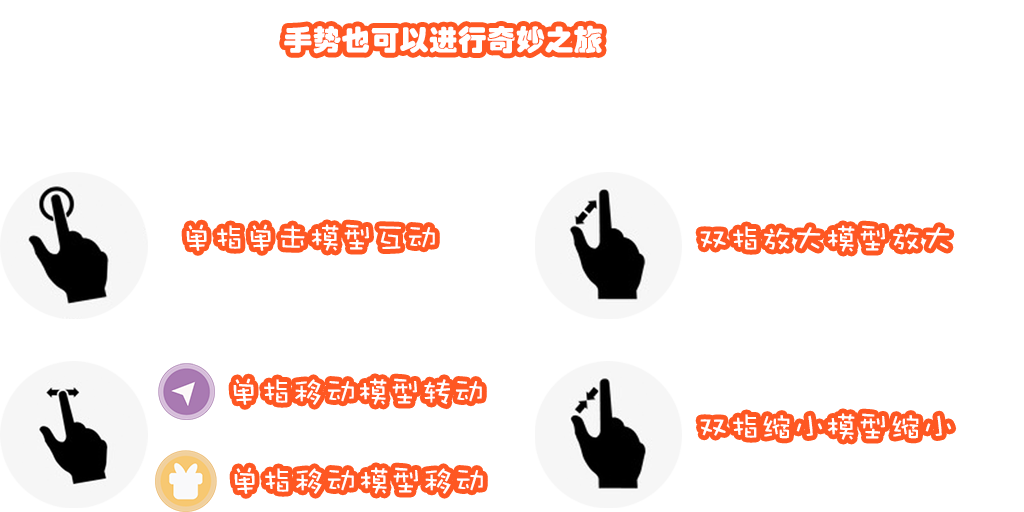 手势也可以进行奇妙之旅
单指单击模型互动
双指放大模型放大
单指移动模型转动
单指移动模型移动
双指缩小模型缩小